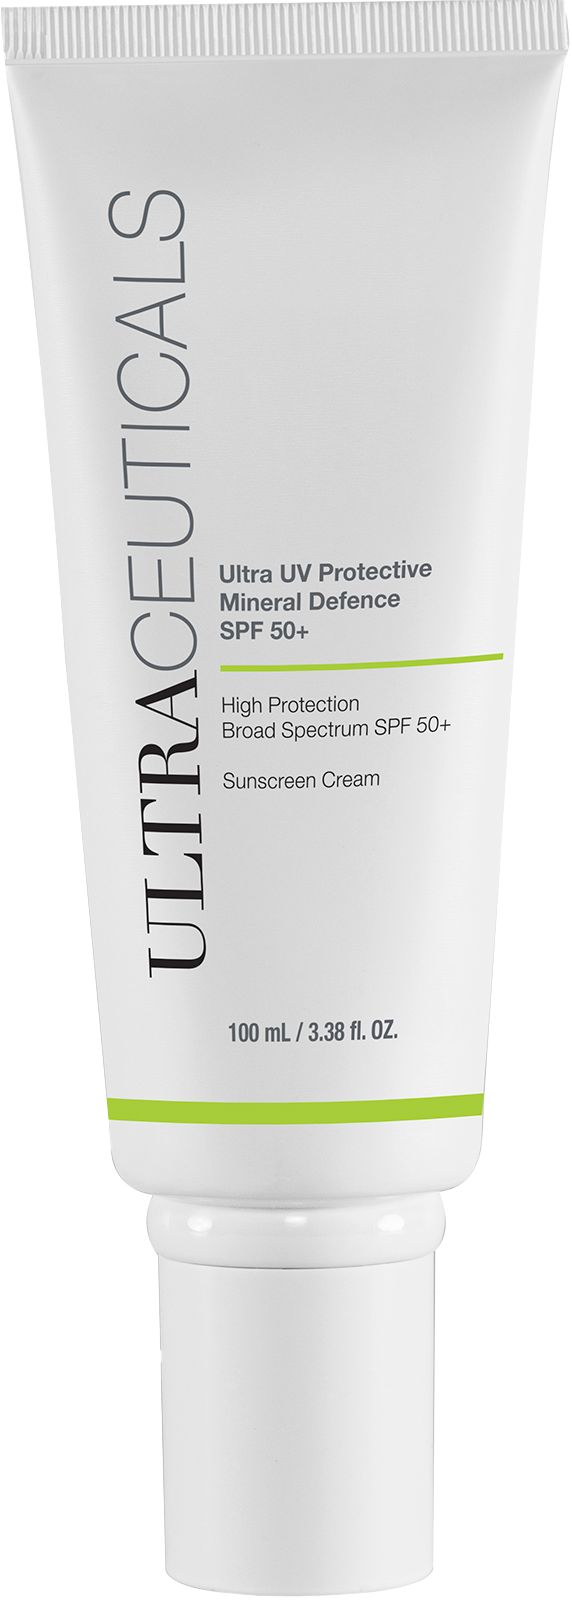 ULTRACEUTICALS
Ultra UV Protective
Mineral Defence
SPF 50+
High Protection
Broad Spectrum SPF 50+
Sunscreen Cream
100 mL / 3.38 fl. OZ.